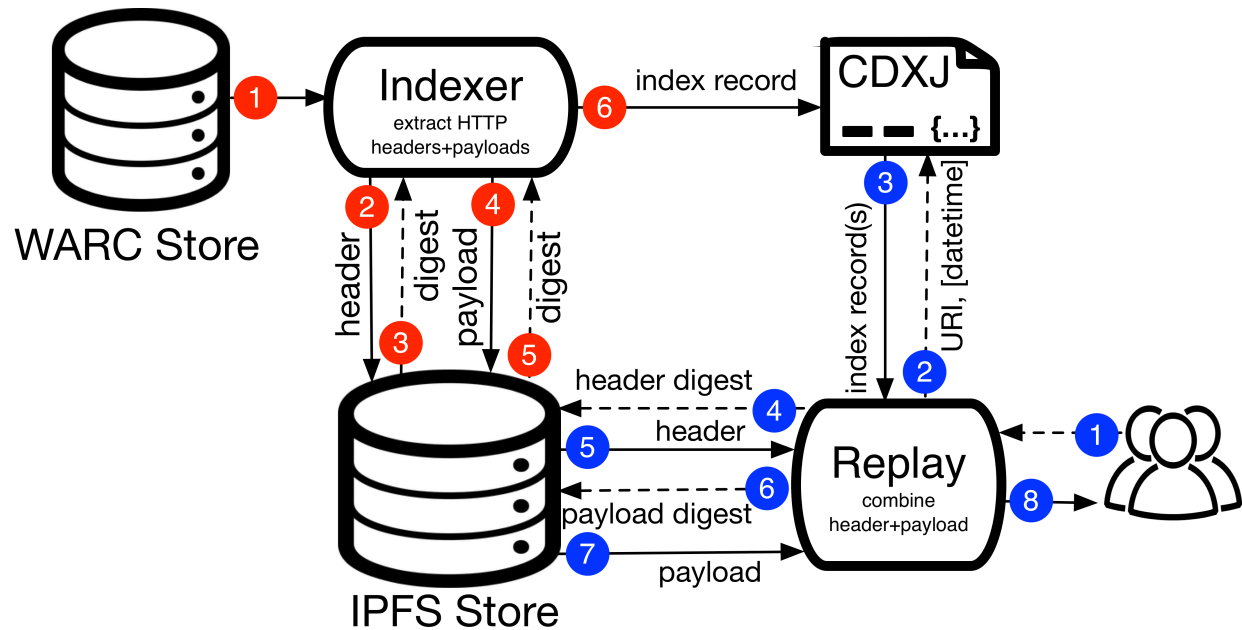 1
Indexer
extract HTTP
headers+payloads
6
index record
CDXJ
{...}
WARC Store
2
header
3
digest
4
payload
5
digest
3
index record(s)
2
URI, [datetime]
header digest
4
5
header
6
payload digest
7
payload
Replay
combine
header+payload
1
8
IPFS Store